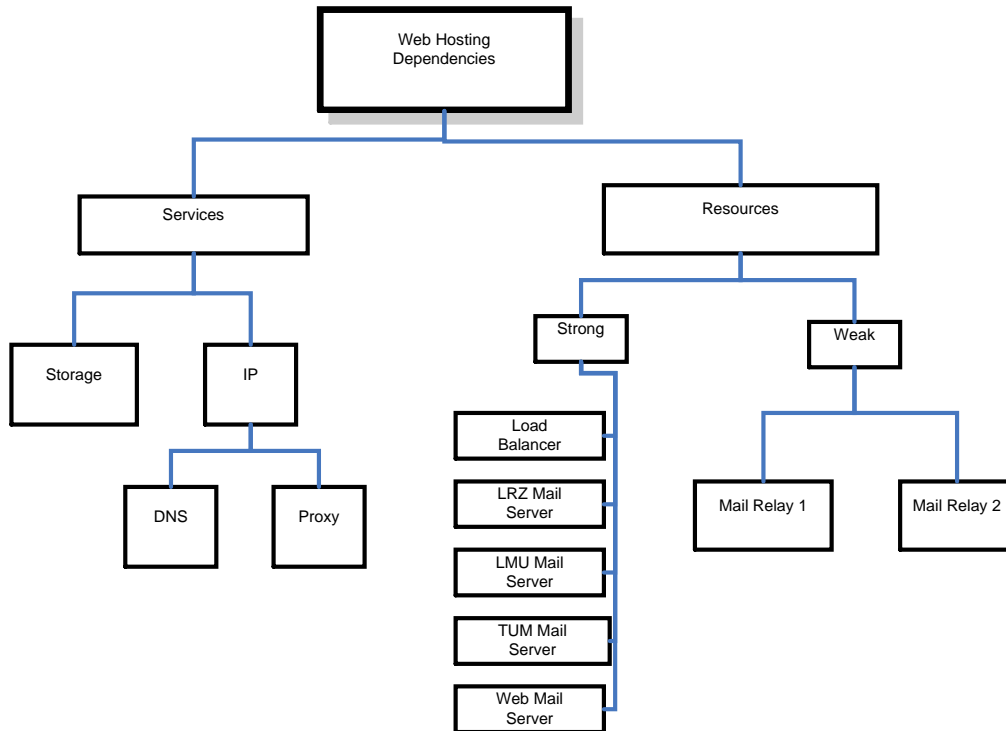 Web Hosting
Dependencies
Services
Resources
Strong
Weak
Storage
IP
Load
Balancer
LRZ Mail
Server
LMU Mail
Server
TUM Mail
Server
Web Mail
Server
DNS
Proxy
Mail Relay 1
Mail Relay 2